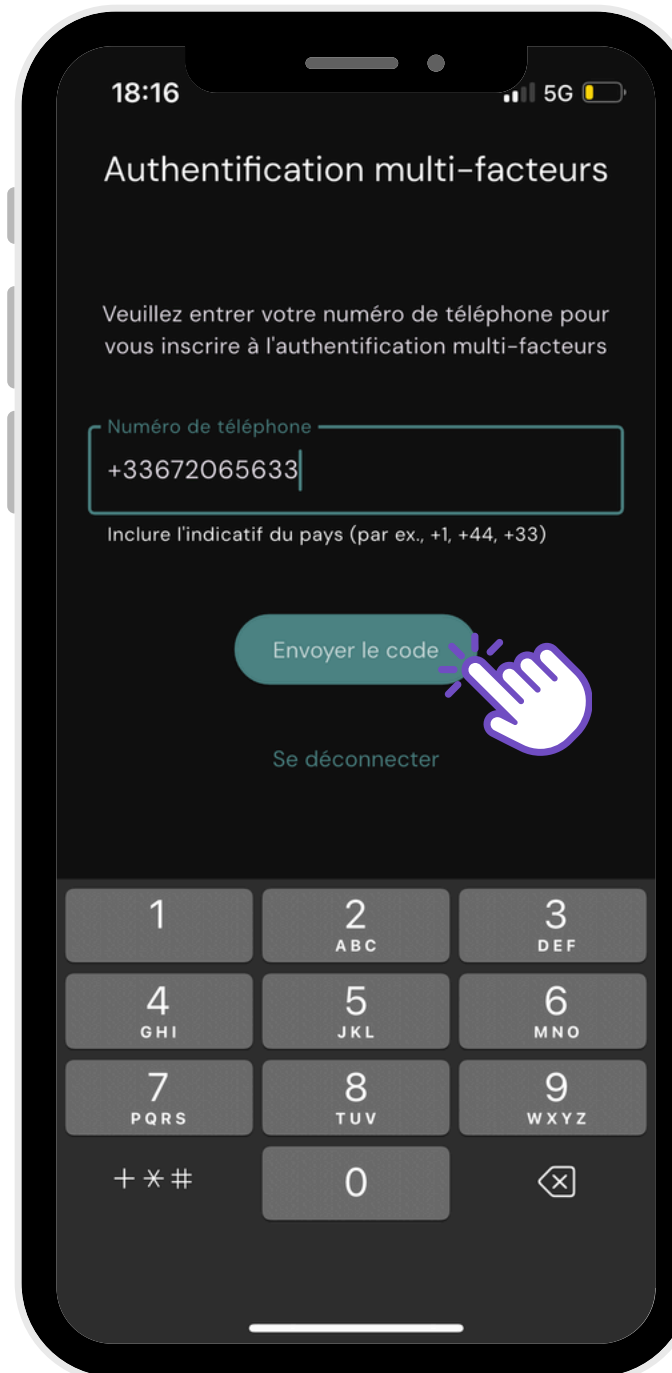 18:16 5G
Authentification multi-facteurs
Veuillez entrer votre numéro de téléphone pour
vous inscrire à l'authentification multi-facteurs
Numéro de téléphone
+33672065633
Inclure l'indicatif du pays (par ex., +1, +44, +33)
Envoyer le code
Se déconnecter
1 2 3
ABC DEF
4 5 6
GHI JKL MNO
7 8 9
PQRS TUV WXYZ
+*# 0